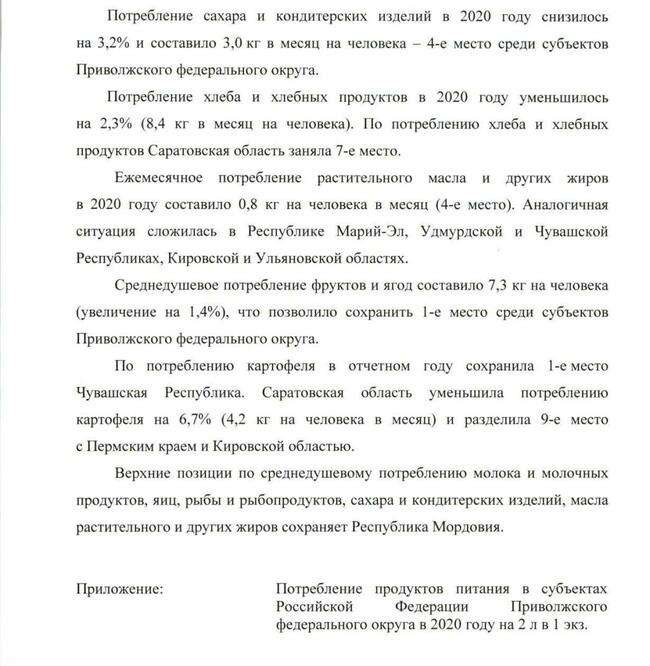 Потребление сахара и кондитерских изделий в 2020 году снизилось
на 3,2% и составило 3,0 кг в месяц на человека – 4-е место среди субъектов
Приволжского федерального округа.
Потребление хлеба и хлебных продуктов в 2020 году уменьшилось
на 2,3% (8,4 кг в месяц на человека). По потреблению хлеба и хлебных
продуктов Саратовская область заняла 7-е место.
Ежемесячное потребление растительного масла и других жиров
в 2020 году составило 0,8 кг на человека в месяц (4-е место). Аналогичная
ситуация сложилась в Республике Марий-Эл, Удмурдской и Чувашской
Республиках, Кировской и Ульяновской областях.
Среднедушевое потребление фруктов и ягод составило 7,3 кг на человека
(увеличение на 1,4%), что позволило сохранить 1-е место среди субъектов
Приволжского федерального округа.
По потреблению картофеля в отчетном году сохранила 1-е место
Чувашская Республика. Саратовская область уменьшила потреблению
картофеля на 6,7% (4,2 кг на человека в месяц) и разделила 9-е место
с Пермским краем и Кировской областью.
Верхние позиции по среднедушевому потреблению молока и молочных
продуктов, яиц, рыбы и рыбопродуктов, сахара и кондитерских изделий, масла
растительного и других жиров сохраняет Республика Мордовия.
Приложение:
Потребление продуктов питания в субъектах
Российской Федерации Приволжского
федерального округа в 2020 году на 2 л в 1 экз.